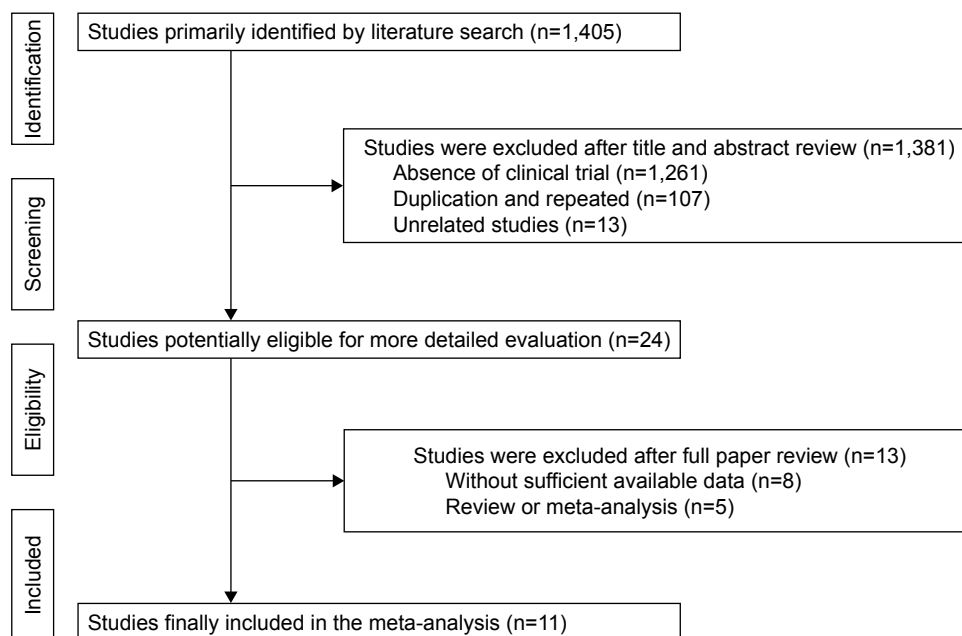 Identification
Studies primarily identified by literature search (n=1,405)
Studies were excluded after title and abstract review (n=1,381)
Absence of clinical trial (n=1,261)
Duplication and repeated (n=107)
Unrelated studies (n=13)
Screening
Studies potentially eligible for more detailed evaluation (n=24)
Eligibility
Studies were excluded after full paper review (n=13)
Without sufficient available data (n=8)
Review or meta-analysis (n=5)
Included
Studies finally included in the meta-analysis (n=11)